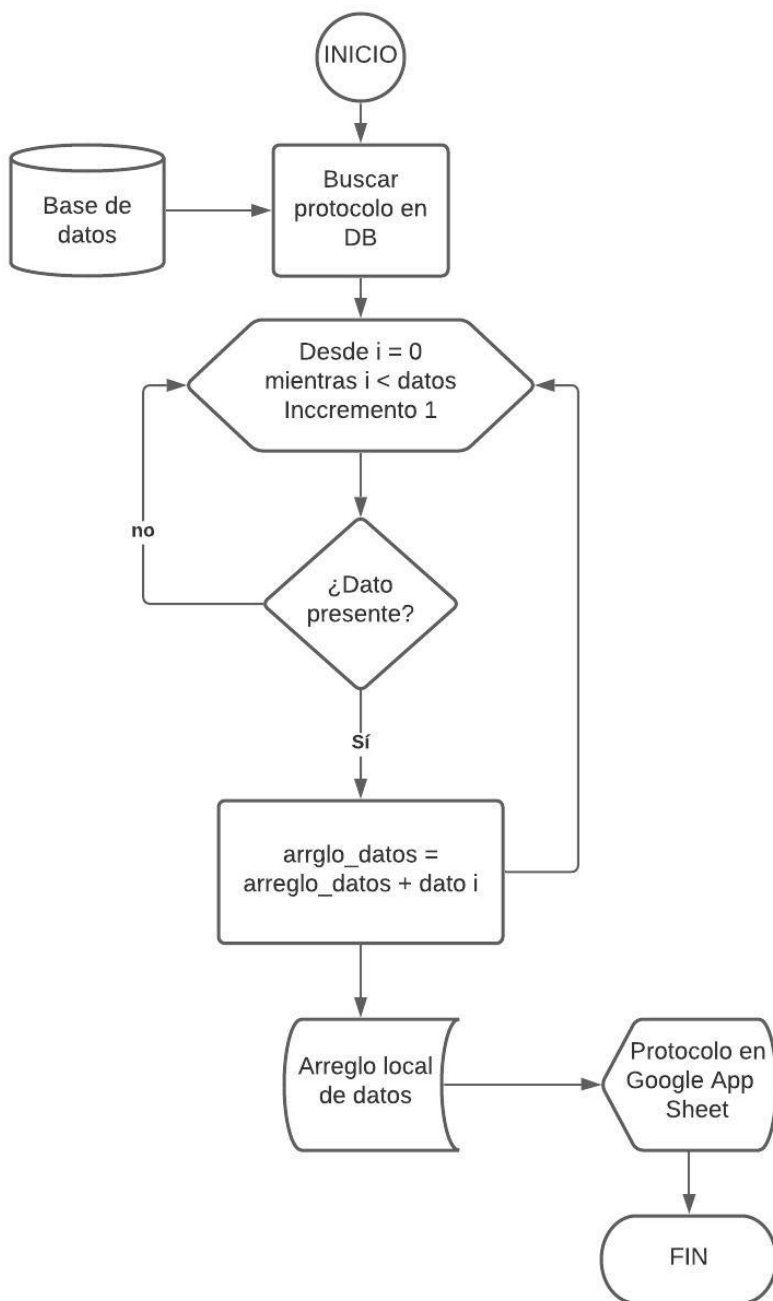 INICIO
Base de
datos
Buscar
protocolo en
DB
Desde i = 0
mientras i < datos
Inccremento 1
no
¿Dato
presente?
Sí
arrglo_datos =
arreglo_datos + dato i
Arreglo local
de datos
Protocolo en
Google App
Sheet
FIN